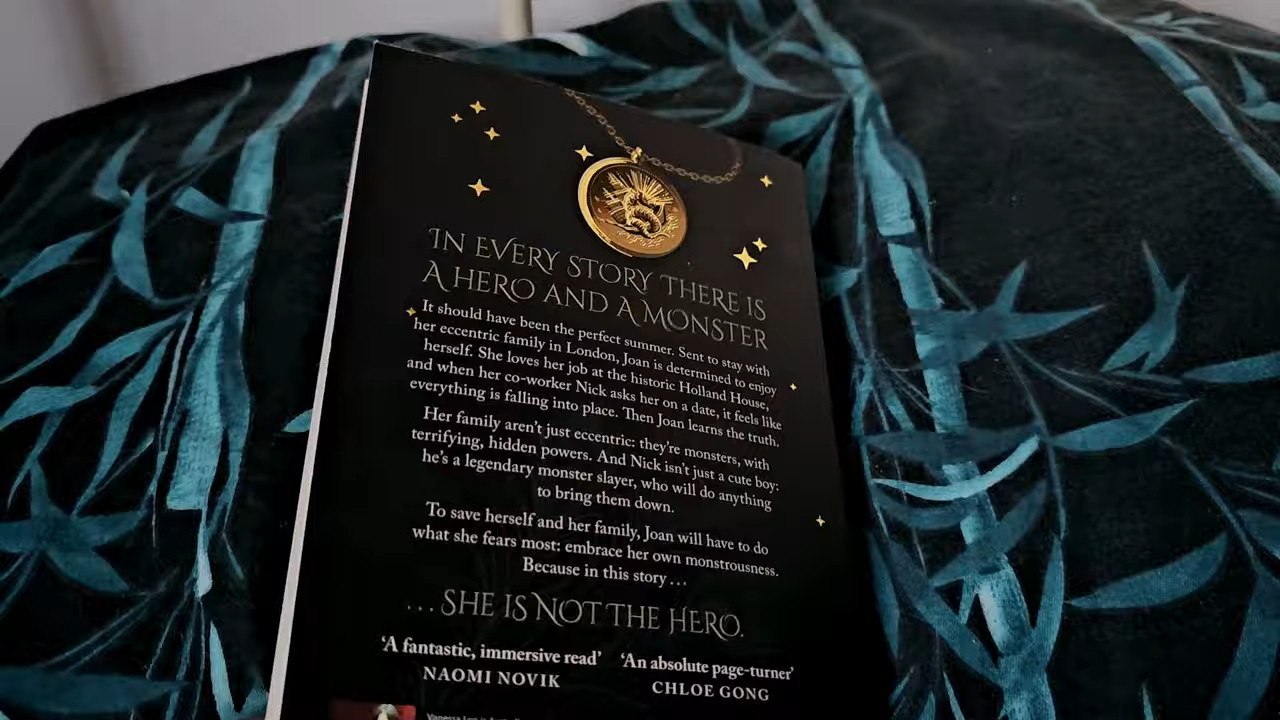 IN EVERY STORY THERE IS
A HERO AND A MONSTER
It should have been the perfect summer. Sent to stay with
her eccentric family in London, Joan is determined to enjoy
herself. She loves her job at the historic Holland House,
and when her co-worker Nick asks her on a date, it feels like
everything is falling into place. Then Joan learns the truth.
Her family aren't just eccentric: they're monsters, with
terrifying, hidden powers. And Nick isn't just a cute boy:
he's a legendary monster slayer, who will do anything
to bring them down.
To save herself and her family, Joan will have to do
what she fears most: embrace her own monstrousness.
Because in this story ...
... SHE IS NOT THE HERO.
'A fantastic, immersive read' 'An absolute page-turner'
NAOMI NOVIK CHLOE GONG